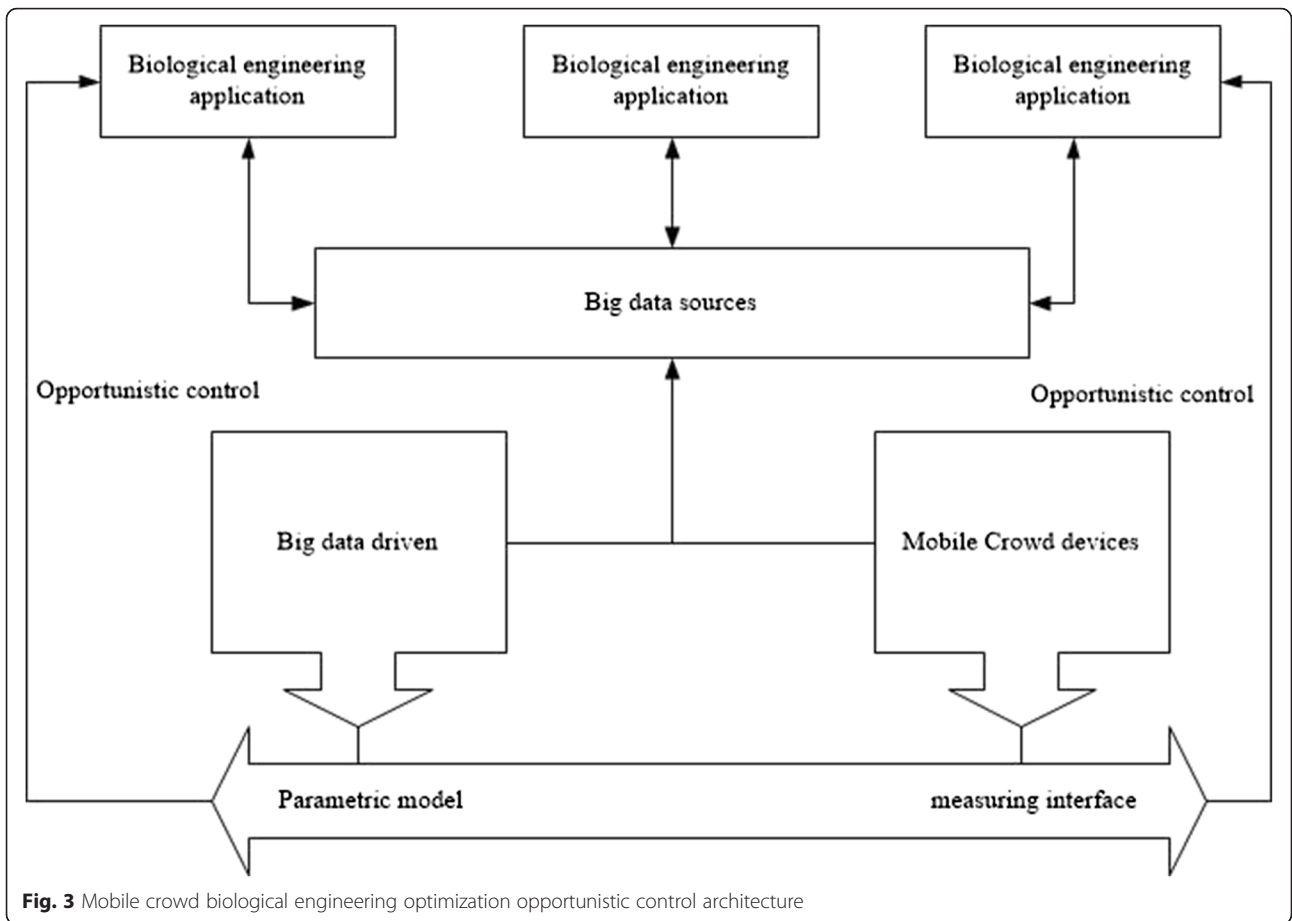 Biological engineering
application
Biological engineering
application
Biological engineering
application
Big data sources
Opportunistic control
Opportunistic control
Big data driven
Mobile Crowd devices
Parametric model
measuring interface
Fig. 3 Mobile crowd biological engineering optimization opportunistic control architecture